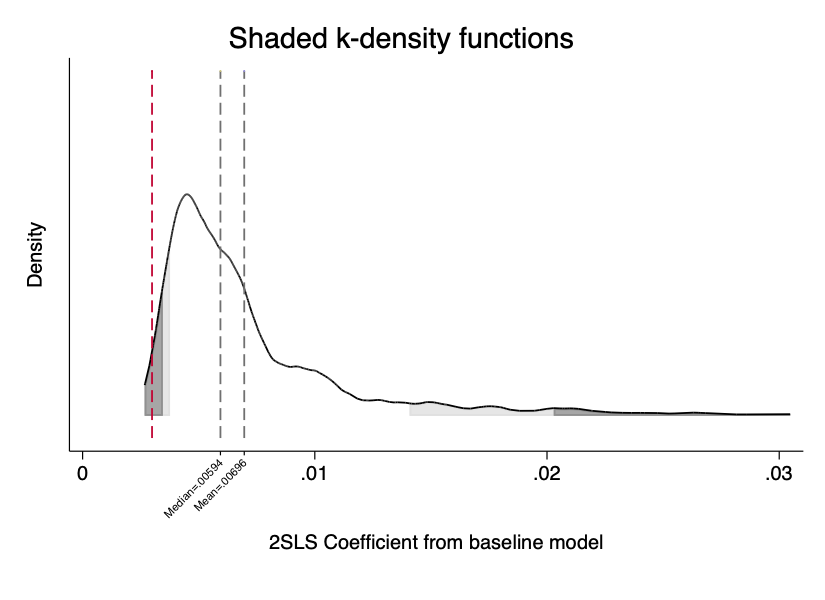 Shaded k-density functions
Density
0
.01
.02
.03
Median=.00594
Mean=.00696
2SLS Coefficient from baseline model